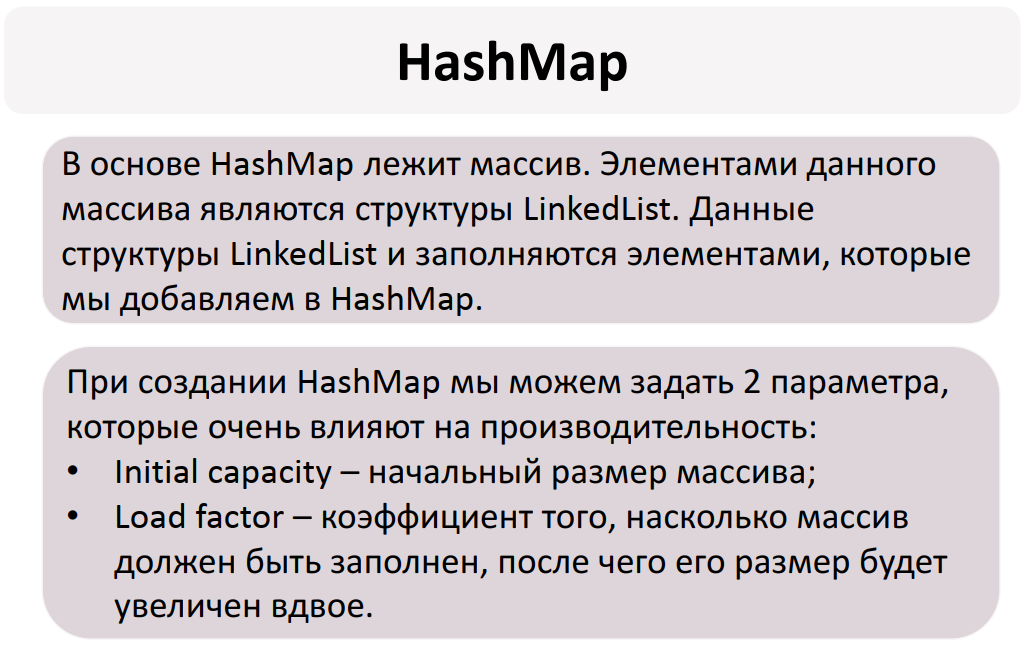 HashMap
В основе HashMap лежит массив. Элементами данного
массива являются структуры LinkedList. Данные
структуры LinkedList и заполняются элементами, которые
мы добавляем в HashMap.
При создании HashMap мы можем задать 2 параметра,
которые очень влияют на производительность:
• Initial capacity – начальный размер массива;
• Load factor – коэффициент того, насколько массив
должен быть заполнен, после чего его размер будет
увеличен вдвое.